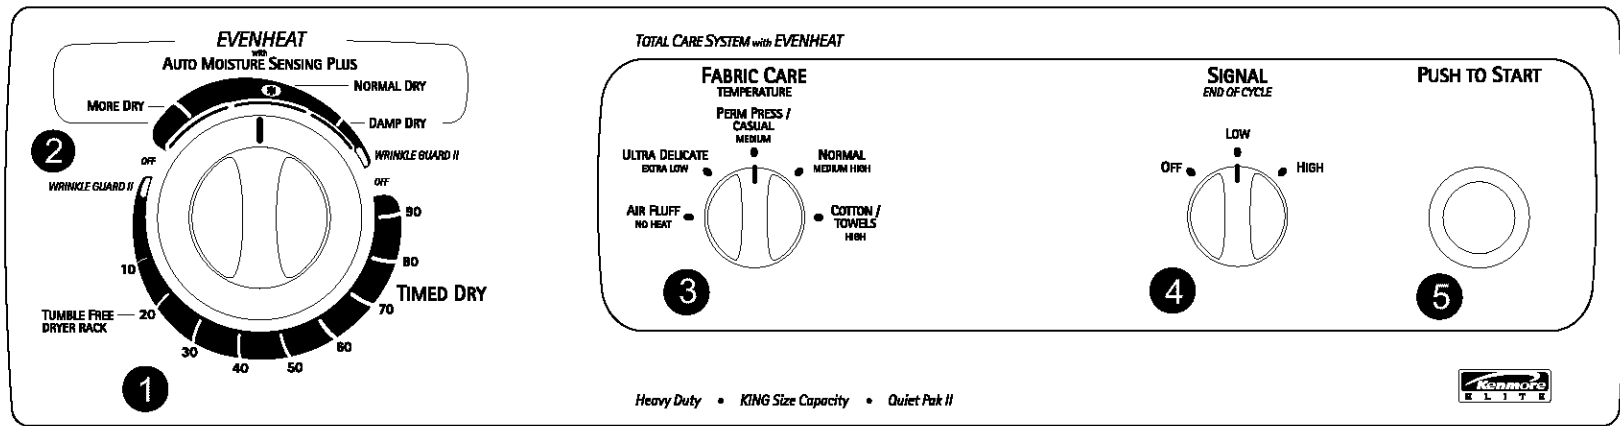 EVENHEAT
with
AUTO MOISTURE SENSING PLUS
NORMAL DRY
MORE DRY
DAMP DRY
2
OFF
WRINKLE GUARD II
WRINKLE GUARD II
OFF
90
80
70
60
50
40
30
20
10
TIMED DRY
TUMBLE FREE
DRYER RACK
1
TOTAL CARE SYSTEM with EVENHEAT
FABRIC CARE
TEMPERATURE
PERM PRESS /
CASUAL
MEDIUM
ULTRA DELICATE
EXTRA LOW
NORMAL
MEDIUM HIGH
AIR FLUFF
NO HEAT
COTTON /
TOWELS
HIGH
3
SIGNAL
END OF CYCLE
LOW
OFF
HIGH
4
PUSH TO START
5
Heavy Duty • KING Size Capacity • Quiet Pak II
Kenmore
ELITE